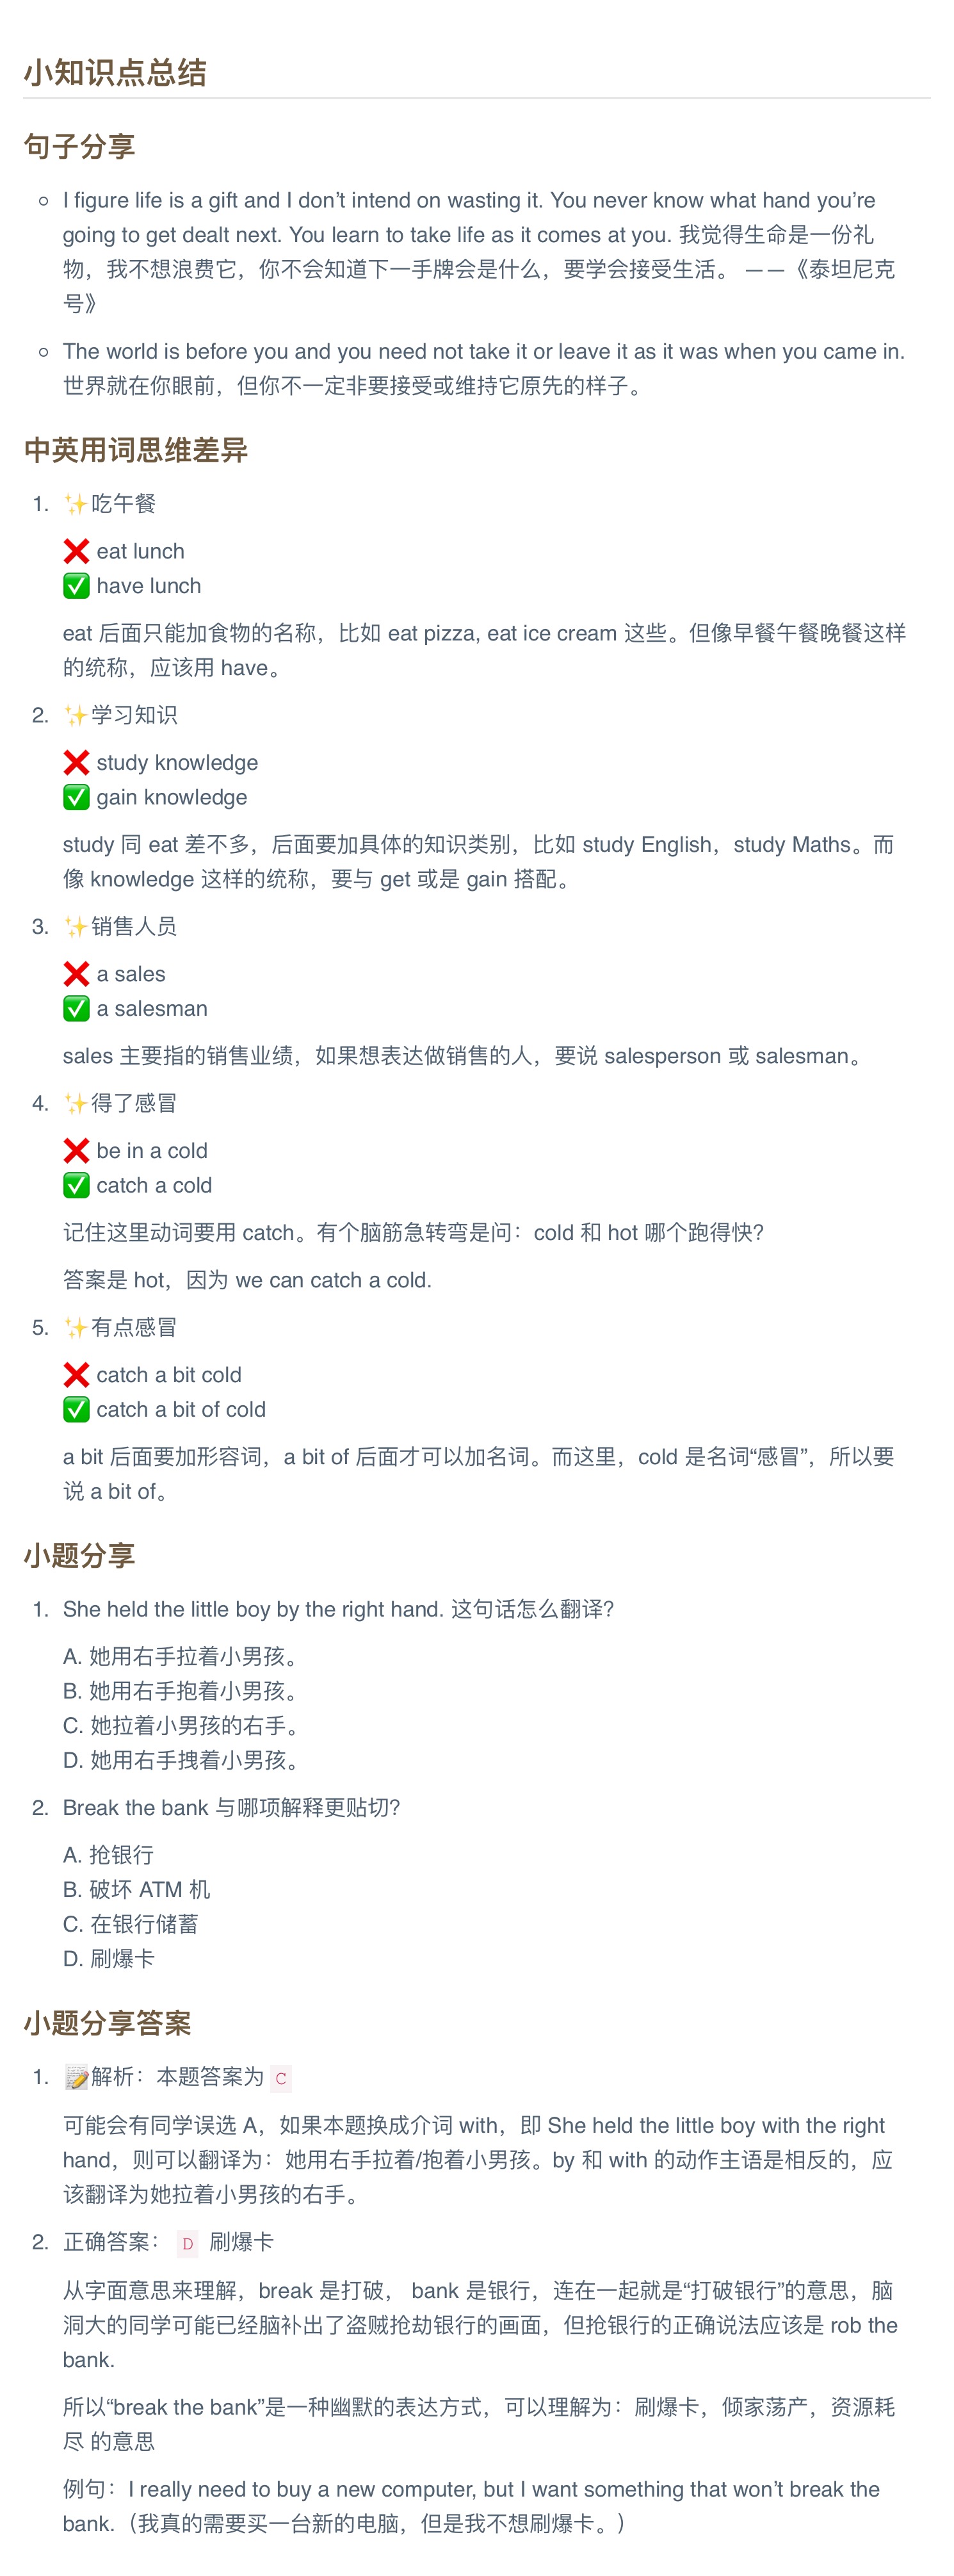 小知识点总结
句子分享
I figure life is a gift and I don’t intend on wasting it. You never know what hand you’re
going to get dealt next. You learn to take life as it comes at you. 我觉得生命是一份礼
物，我不想浪费它，你不会知道下一手牌会是什么，要学会接受生活。 ——《泰坦尼克
号》
The world is before you and you need not take it or leave it as it was when you came in.
世界就在你眼前，但你不一定非要接受或维持它原先的样子。
中英用词思维差异
1. ✨吃午餐
❌ eat lunch
✅ have lunch
eat 后面只能加食物的名称，比如 eat pizza, eat ice cream 这些。但像早餐午餐晚餐这样
的统称，应该用 have。
2. ✨学习知识
❌ study knowledge
✅ gain knowledge
study 同 eat 差不多，后面要加具体的知识类别，比如 study English，study Maths。而
像 knowledge 这样的统称，要与 get 或是 gain 搭配。
3. ✨销售人员
❌ a sales
✅ a salesman
sales 主要指的销售业绩，如果想表达做销售的人，要说 salesperson 或 salesman。
4. ✨得了感冒
❌ be in a cold
✅ catch a cold
记住这里动词要用 catch。有个脑筋急转弯是问：cold 和 hot 哪个跑得快？
答案是 hot，因为 we can catch a cold.
5. ✨有点感冒
❌ catch a bit cold
✅ catch a bit of cold
a bit 后面要加形容词，a bit of 后面才可以加名词。而这里，cold 是名词“感冒”，所以要
说 a bit of。
小题分享
1. She held the little boy by the right hand. 这句话怎么翻译？
A. 她用右手拉着小男孩。
B. 她用右手抱着小男孩。
C. 她拉着小男孩的右手。
D. 她用右手拽着小男孩。
2. Break the bank 与哪项解释更贴切？
A. 抢银行
B. 破坏 ATM 机
C. 在银行储蓄
D. 刷爆卡
小题分享答案
1. 📝解析：本题答案为 C
可能会有同学误选 A，如果本题换成介词 with，即 She held the little boy with the right
hand，则可以翻译为：她用右手拉着/抱着小男孩。by 和 with 的动作主语是相反的，应
该翻译为她拉着小男孩的右手。
2. 正确答案： D 刷爆卡
从字面意思来理解，break 是打破， bank 是银行，连在一起就是“打破银行”的意思，脑
洞大的同学可能已经脑补出了盗贼抢劫银行的画面，但抢银行的正确说法应该是 rob the
bank.
所以“break the bank”是一种幽默的表达方式，可以理解为：刷爆卡，倾家荡产，资源耗
尽 的意思
例句：I really need to buy a new computer, but I want something that won’t break the
bank.（我真的需要买一台新的电脑，但是我不想刷爆卡。）